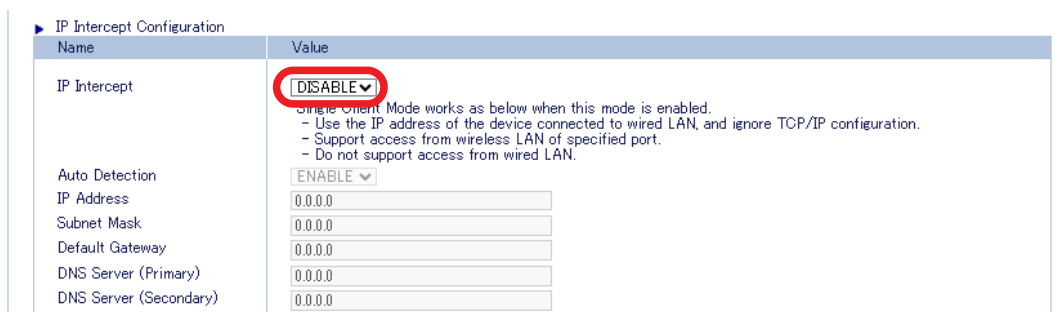 IP Intercept Configuration
Name Value
IP Intercept DISABLE
Single Client Mode works as below when this mode is enabled.
- Use the IP address of the device connected to wired LAN, and ignore TCP/IP configuration.
- Support access from wireless LAN of specified port.
- Do not support access from wired LAN.
Auto Detection ENABLE
IP Address 0.0.0.0
Subnet Mask 0.0.0.0
Default Gateway 0.0.0.0
DNS Server (Primary) 0.0.0.0
DNS Server (Secondary) 0.0.0.0